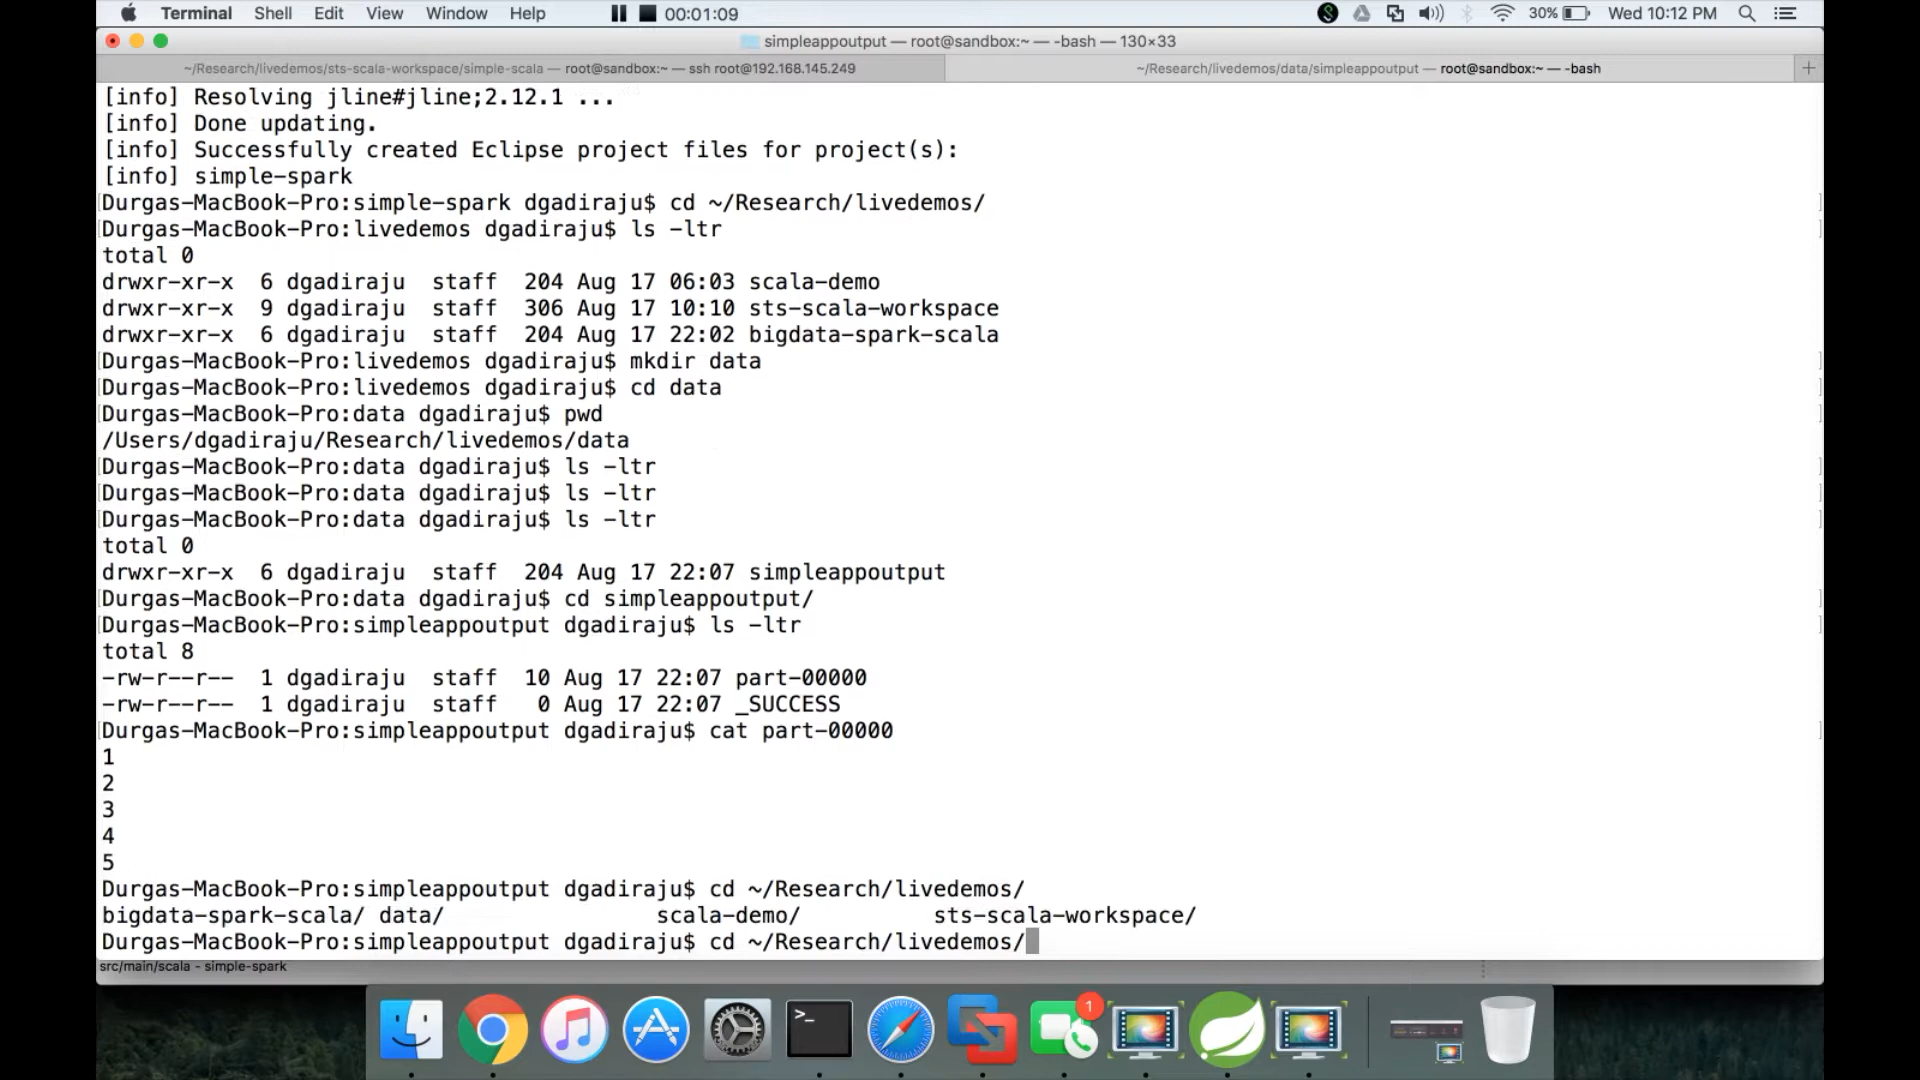 Terminal Shell Edit View Window Help 00:01:09 30% Wed 10:12 PM
simpleappoutput — root@sandbox:~ — -bash — 130×33
~/Research/livedemos/sts-scala-workspace/simple-scala — root@sandbox:~ — ssh root@192.168.145.249
~/Research/livedemos/data/simpleappoutput — root@sandbox:~ — -bash
[info] Resolving jline#jline;2.12.1 ...
[info] Done updating.
[info] Successfully created Eclipse project files for project(s):
[info] simple-spark
Durgas-MacBook-Pro:simple-spark dgadiraju$ cd ~/Research/livedemos/
Durgas-MacBook-Pro:livedemos dgadiraju$ ls -ltr
total 0
drwxr-xr-x  6 dgadiraju  staff  204 Aug 17 06:03 scala-demo
drwxr-xr-x  9 dgadiraju  staff  306 Aug 17 10:10 sts-scala-workspace
drwxr-xr-x  6 dgadiraju  staff  204 Aug 17 22:02 bigdata-spark-scala
Durgas-MacBook-Pro:livedemos dgadiraju$ mkdir data
Durgas-MacBook-Pro:livedemos dgadiraju$ cd data
Durgas-MacBook-Pro:data dgadiraju$ pwd
/Users/dgadiraju/Research/livedemos/data
Durgas-MacBook-Pro:data dgadiraju$ ls -ltr
Durgas-MacBook-Pro:data dgadiraju$ ls -ltr
Durgas-MacBook-Pro:data dgadiraju$ ls -ltr
total 0
drwxr-xr-x  6 dgadiraju  staff  204 Aug 17 22:07 simpleappoutput
Durgas-MacBook-Pro:data dgadiraju$ cd simpleappoutput/
Durgas-MacBook-Pro:simpleappoutput dgadiraju$ ls -ltr
total 8
-rw-r--r--  1 dgadiraju  staff  10 Aug 17 22:07 part-00000
-rw-r--r--  1 dgadiraju  staff   0 Aug 17 22:07 _SUCCESS
Durgas-MacBook-Pro:simpleappoutput dgadiraju$ cat part-00000
1
2
3
4
5
Durgas-MacBook-Pro:simpleappoutput dgadiraju$ cd ~/Research/livedemos/
bigdata-spark-scala/ data/                scala-demo/          sts-scala-workspace/
Durgas-MacBook-Pro:simpleappoutput dgadiraju$ cd ~/Research/livedemos/
src/main/scala - simple-spark
1